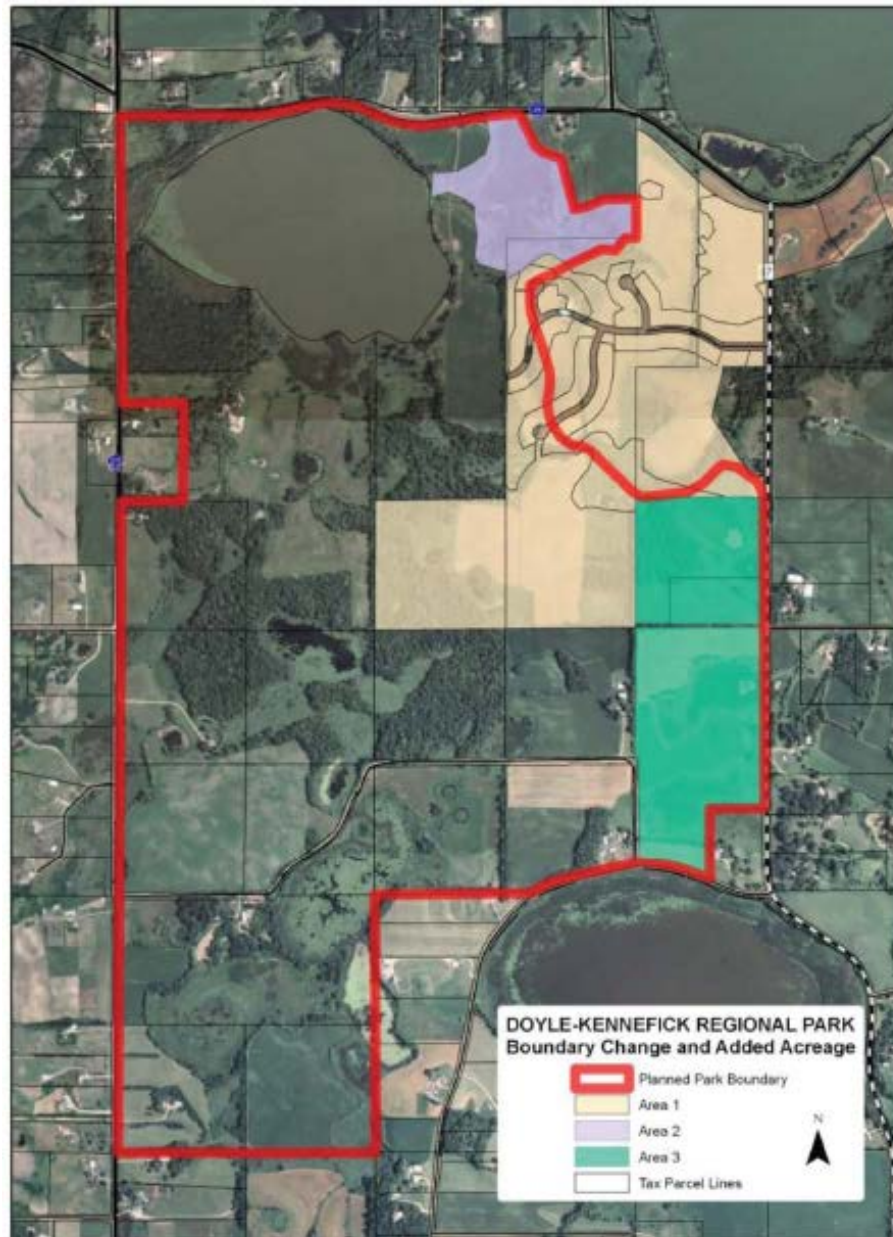 DOYLE-KENNEFICK REGIONAL PARK
Boundary Change and Added Acreage
Planned Park Boundary
Area 1
Area 2
Area 3
Tax Parcel Lines
N